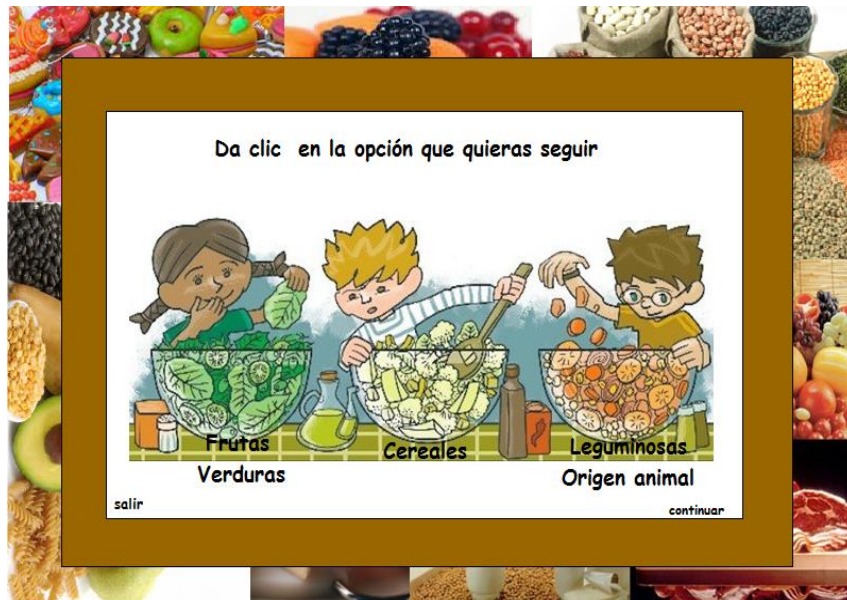 Da clic en la opción que quieras seguir
Frutas
Verduras
Cereales
Leguminosas
Origen animal
salir
continuar